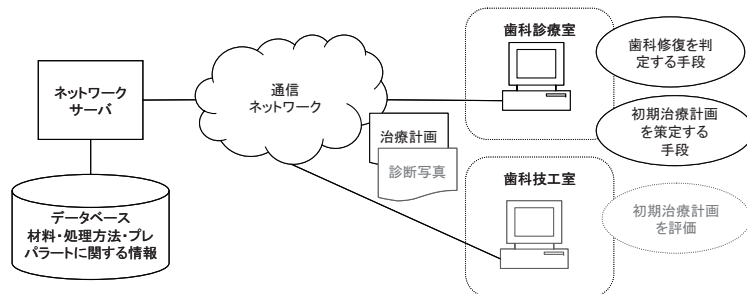 ネットワーク
サーバ
データベース
材料・処理方法・プレ
パラートに関する情報
通信
ネットワーク
治療計画
診断写真
歯科診療室
歯科修復を判
定する手段
初期治療計画
を策定する
手段
歯科技工室
初期治療計画
を評価